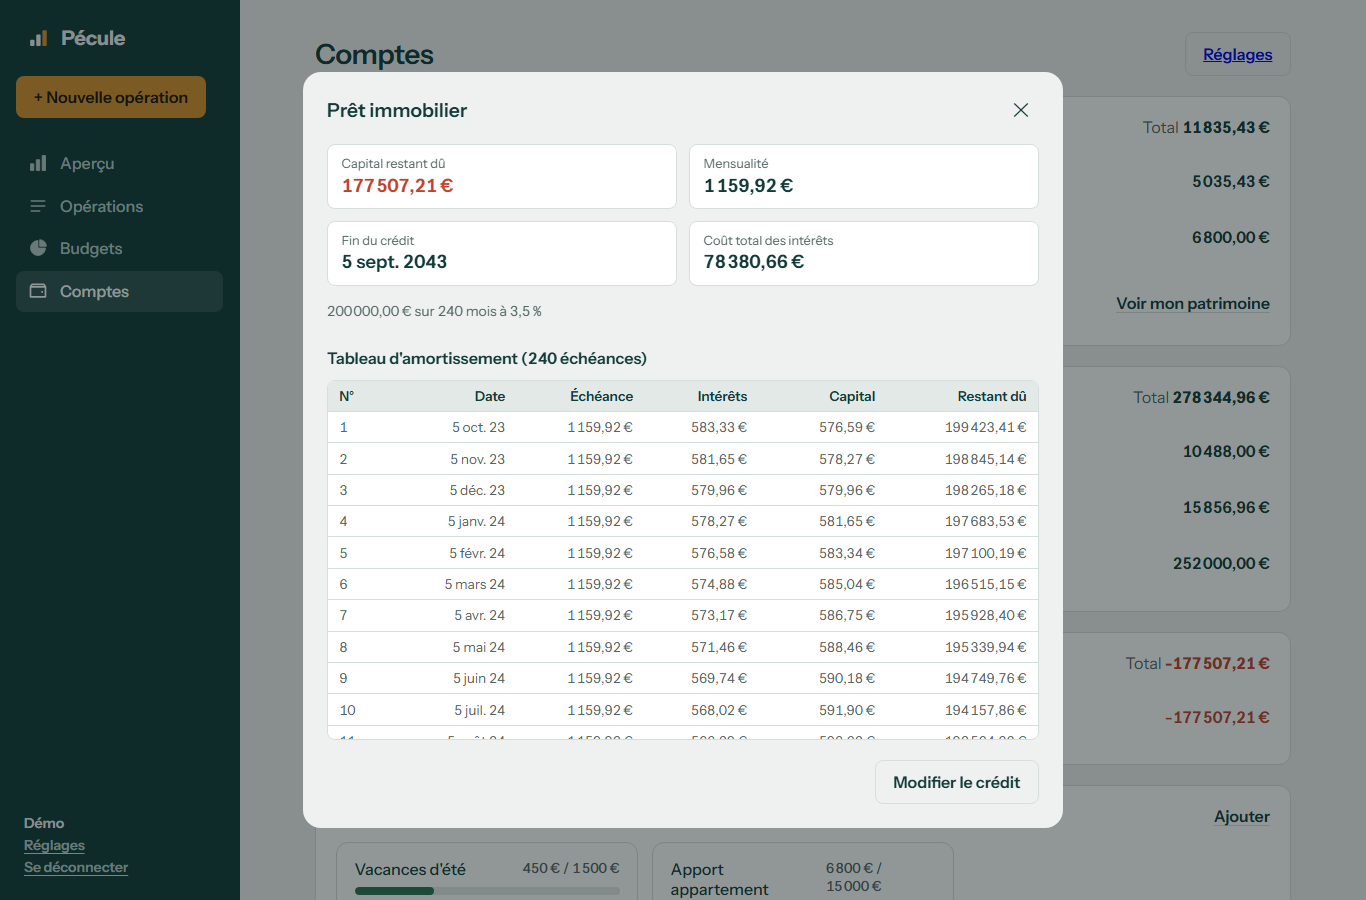 Pécule
+ Nouvelle opération
Aperçu
Opérations
Budgets
Comptes
Démo
Réglages
Se déconnecter
Comptes
Réglages
Total 11 835,43 €
5 035,43 €
6 800,00 €
Voir mon patrimoine
Total 278 344,96 €
10 488,00 €
15 856,96 €
252 000,00 €
Total -177 507,21 €
-177 507,21 €
Ajouter
Vacances d'été 450 € / 1 500 €
Apport appartement 6 800 € / 15 000 €
Prêt immobilier
Capital restant dû
177 507,21 €
Mensualité
1 159,92 €
Fin du crédit
5 sept. 2043
Coût total des intérêts
78 380,66 €
200 000,00 € sur 240 mois à 3,5 %
Tableau d'amortissement (240 échéances)
N° Date Échéance Intérêts Capital Restant dû
1 5 oct. 23 1 159,92 € 583,33 € 576,59 € 199 423,41 €
2 5 nov. 23 1 159,92 € 581,65 € 578,27 € 198 845,14 €
3 5 déc. 23 1 159,92 € 579,96 € 579,96 € 198 265,18 €
4 5 janv. 24 1 159,92 € 578,27 € 581,65 € 197 683,53 €
5 5 févr. 24 1 159,92 € 576,58 € 583,34 € 197 100,19 €
6 5 mars 24 1 159,92 € 574,88 € 585,04 € 196 515,15 €
7 5 avr. 24 1 159,92 € 573,17 € 586,75 € 195 928,40 €
8 5 mai 24 1 159,92 € 571,46 € 588,46 € 195 339,94 €
9 5 juin 24 1 159,92 € 569,74 € 590,18 € 194 749,76 €
10 5 juil. 24 1 159,92 € 568,02 € 591,90 € 194 157,86 €
Modifier le crédit